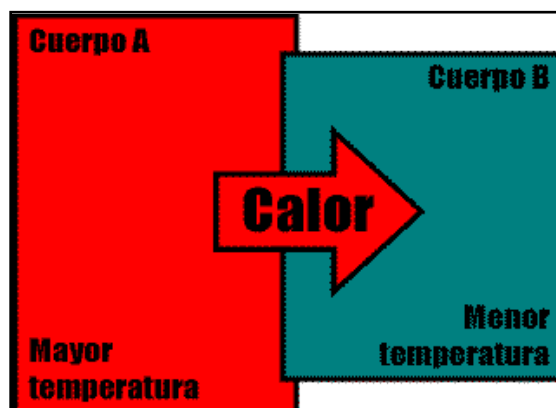 Cuerpo A
Cuerpo B
Calor
Mayor
temperatura
Menor
temperatura